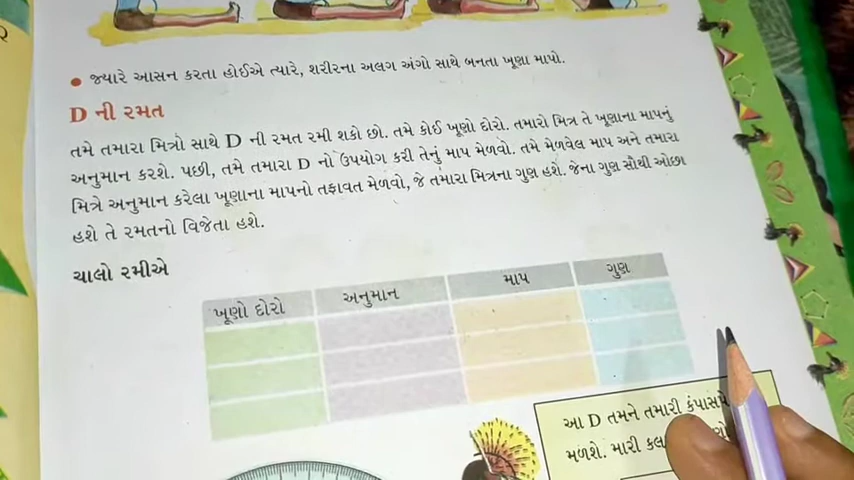 જ્યારે આસન કરતા હોઈએ ત્યારે, શરીરના અલગ અંગો સાથે બનતા ખૂણા માપો.
D ની રમત
તમે તમારા મિત્રો સાથે D ની રમત રમી શકો છો. તમે કોઈ ખૂણો દોરો. તમારો મિત્ર તે ખૂણાના માપનું
અનુમાન કરશે. પછી, તમે તમારા D નો ઉપયોગ કરી તેનું માપ મેળવો. તમે મેળવેલ માપ અને તમારા
મિત્રે અનુમાન કરેલા ખૂણાના માપનો તફાવત મેળવો, જે તમારા મિત્રના ગુણ હશે. જેના ગુણ સૌથી ઓછા
હશે તે રમતનો વિજેતા હશે.
ચાલો રમીએ
ખૂણો દોરો અનુમાન માપ ગુણ
આ D તમને તમારી
મળશે. મારી